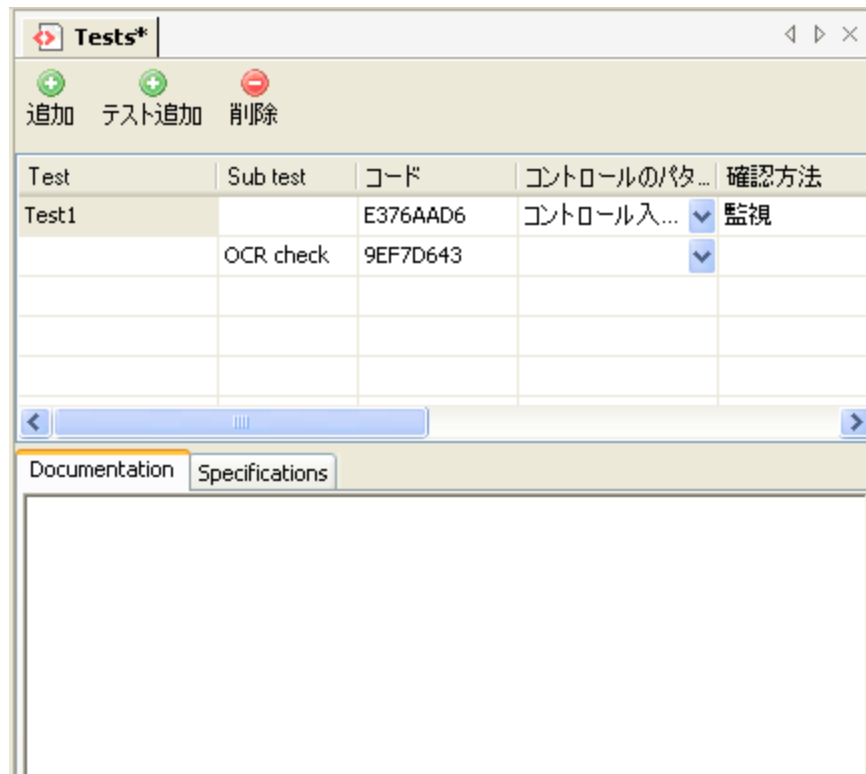 Tests*
追加 テスト追加 削除
Test Sub test コード コントロールのパタ... 確認方法
Test1 E376AAD6 コントロール入... 監視
OCR check 9EF7D643
Documentation Specifications